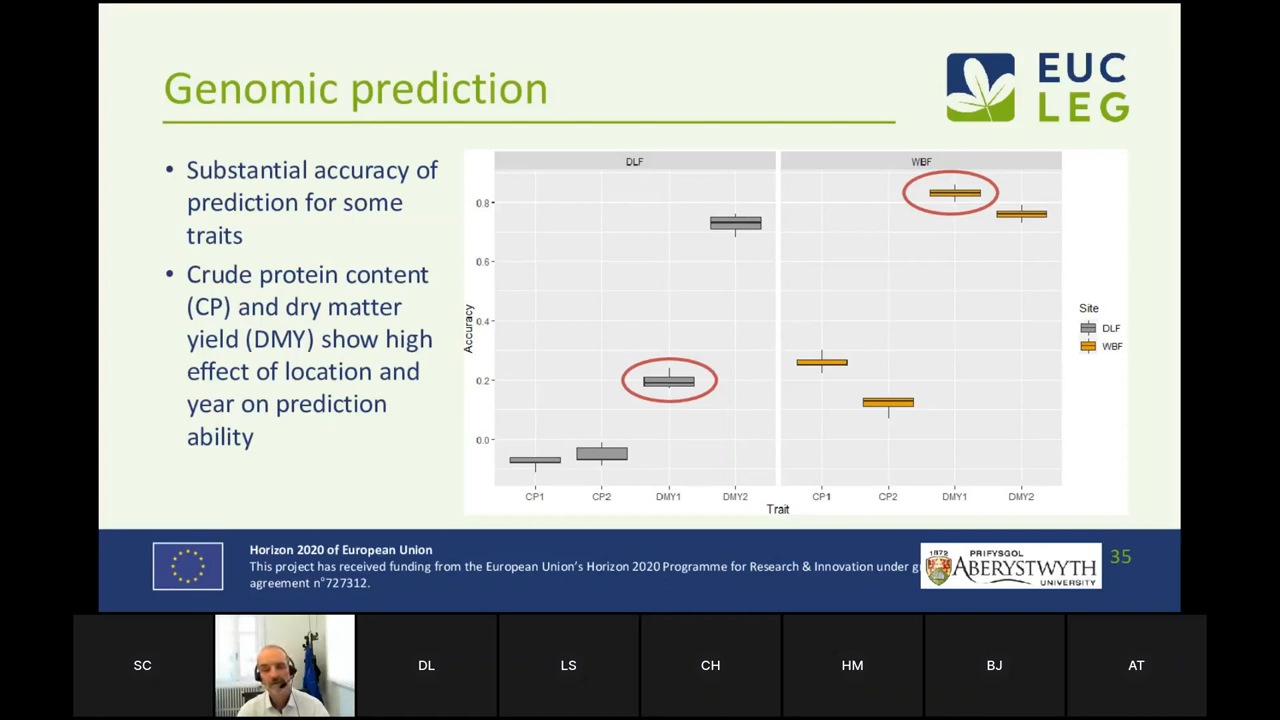 Genomic prediction
EUC
LEG
• Substantial accuracy of
prediction for some
traits
• Crude protein content
(CP) and dry matter
yield (DMY) show high
effect of location and
year on prediction
ability
DLF
WBF
0.8
0.6
0.4
0.2
0.0
Accuracy
CP1
CP2
DMY1
DMY2
CP1
CP2
DMY1
DMY2
Trait
Site
DLF
WBF
Horizon 2020 of European Union
This project has received funding from the European Union's Horizon 2020 Programme for Research & Innovation under
agreement n°727312.
1872
PRIFYSGOL
ABERYSTWYTH
UNIVERSITY
35
SC
DL
LS
CH
HM
BJ
AT